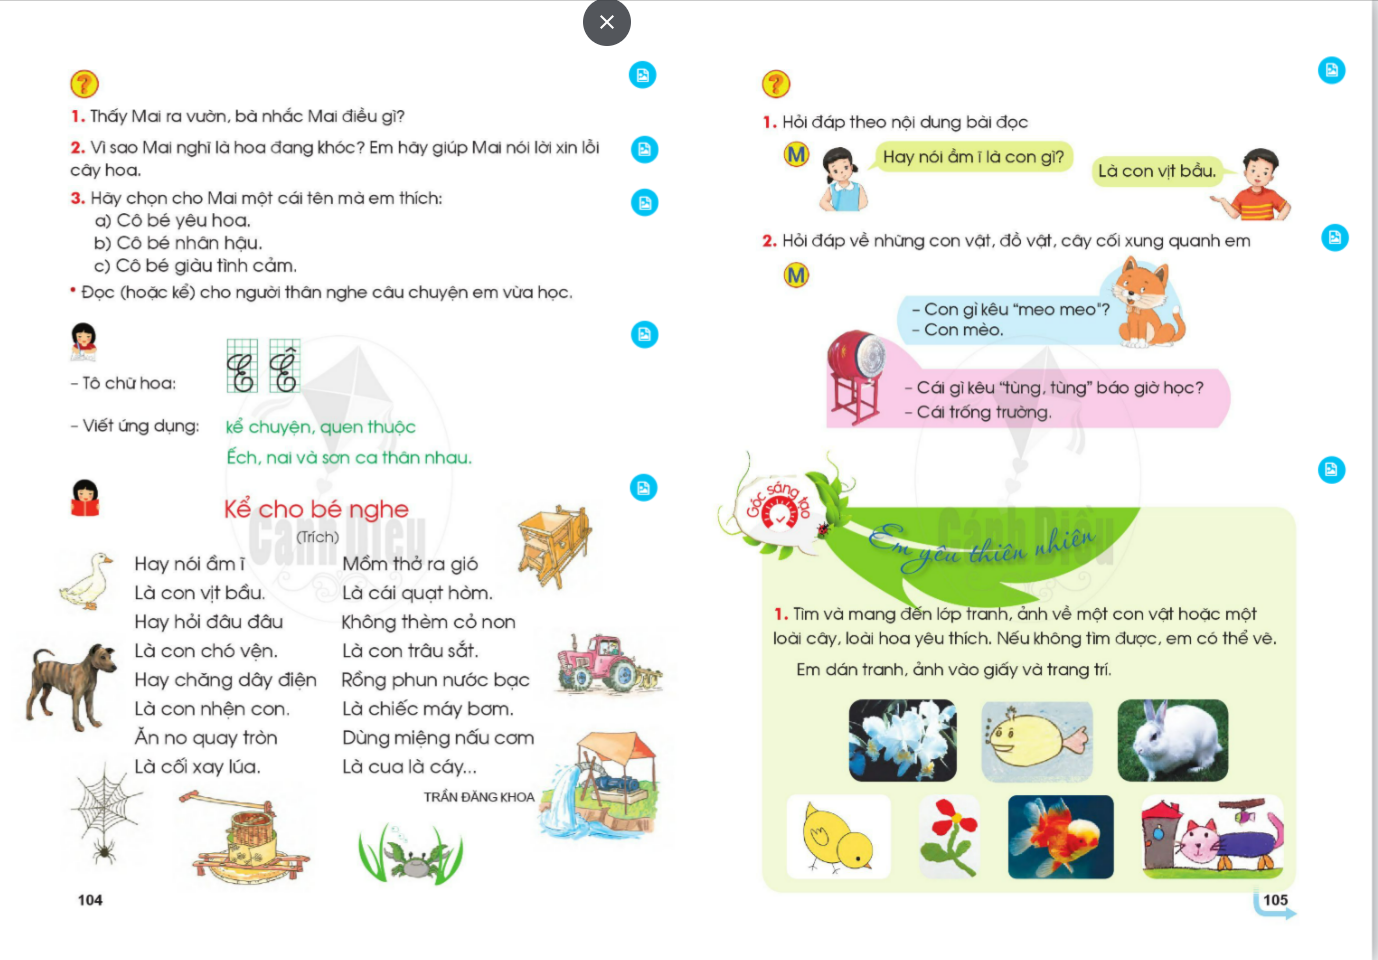 1. Thấy Mai ra vườn, bà nhắc Mai điều gì?
2. Vì sao Mai nghĩ là hoa đang khóc? Em hãy giúp Mai nói lời xin lỗi
cây hoa.
3. Hãy chọn cho Mai một cái tên mà em thích:
a) Cô bé yêu hoa.
b) Cô bé nhân hậu.
c) Cô bé giàu tình cảm.
• Đọc (hoặc kể) cho người thân nghe câu chuyện em vừa học.
– Tô chữ hoa:
E Ê
– Viết ứng dụng:
kể chuyện, quen thuộc
Ếch, nai và sơn ca thân nhau.
Kể cho bé nghe
(Trích)
Hay nói ầm ĩ
Là con vịt bầu.
Hay hỏi đâu đâu
Là con chó vện.
Hay chăng dây điện
Là con nhện con.
Ăn no quay tròn
Là cối xay lúa.
Mồm thở ra gió
Là cái quạt hòm.
Không thèm cỏ non
Là con trâu sắt.
Rồng phun nước bạc
Là chiếc máy bơm.
Dùng miệng nấu cơm
Là cua là cáy...
TRẦN ĐĂNG KHOA
Cánh Diều
104
1. Hỏi đáp theo nội dung bài đọc
M
Hay nói ầm ĩ là con gì?
Là con vịt bầu.
2. Hỏi đáp về những con vật, đồ vật, cây cối xung quanh em
M
– Con gì kêu “meo meo"?
– Con mèo.
– Cái gì kêu “tùng, tùng” báo giờ học?
– Cái trống trường.
Góc sáng tạo
Em yêu thiên nhiên
Cánh Diều
1. Tìm và mang đến lớp tranh, ảnh về một con vật hoặc một
loài cây, loài hoa yêu thích. Nếu không tìm được, em có thể vẽ.
Em dán tranh, ảnh vào giấy và trang trí.
105